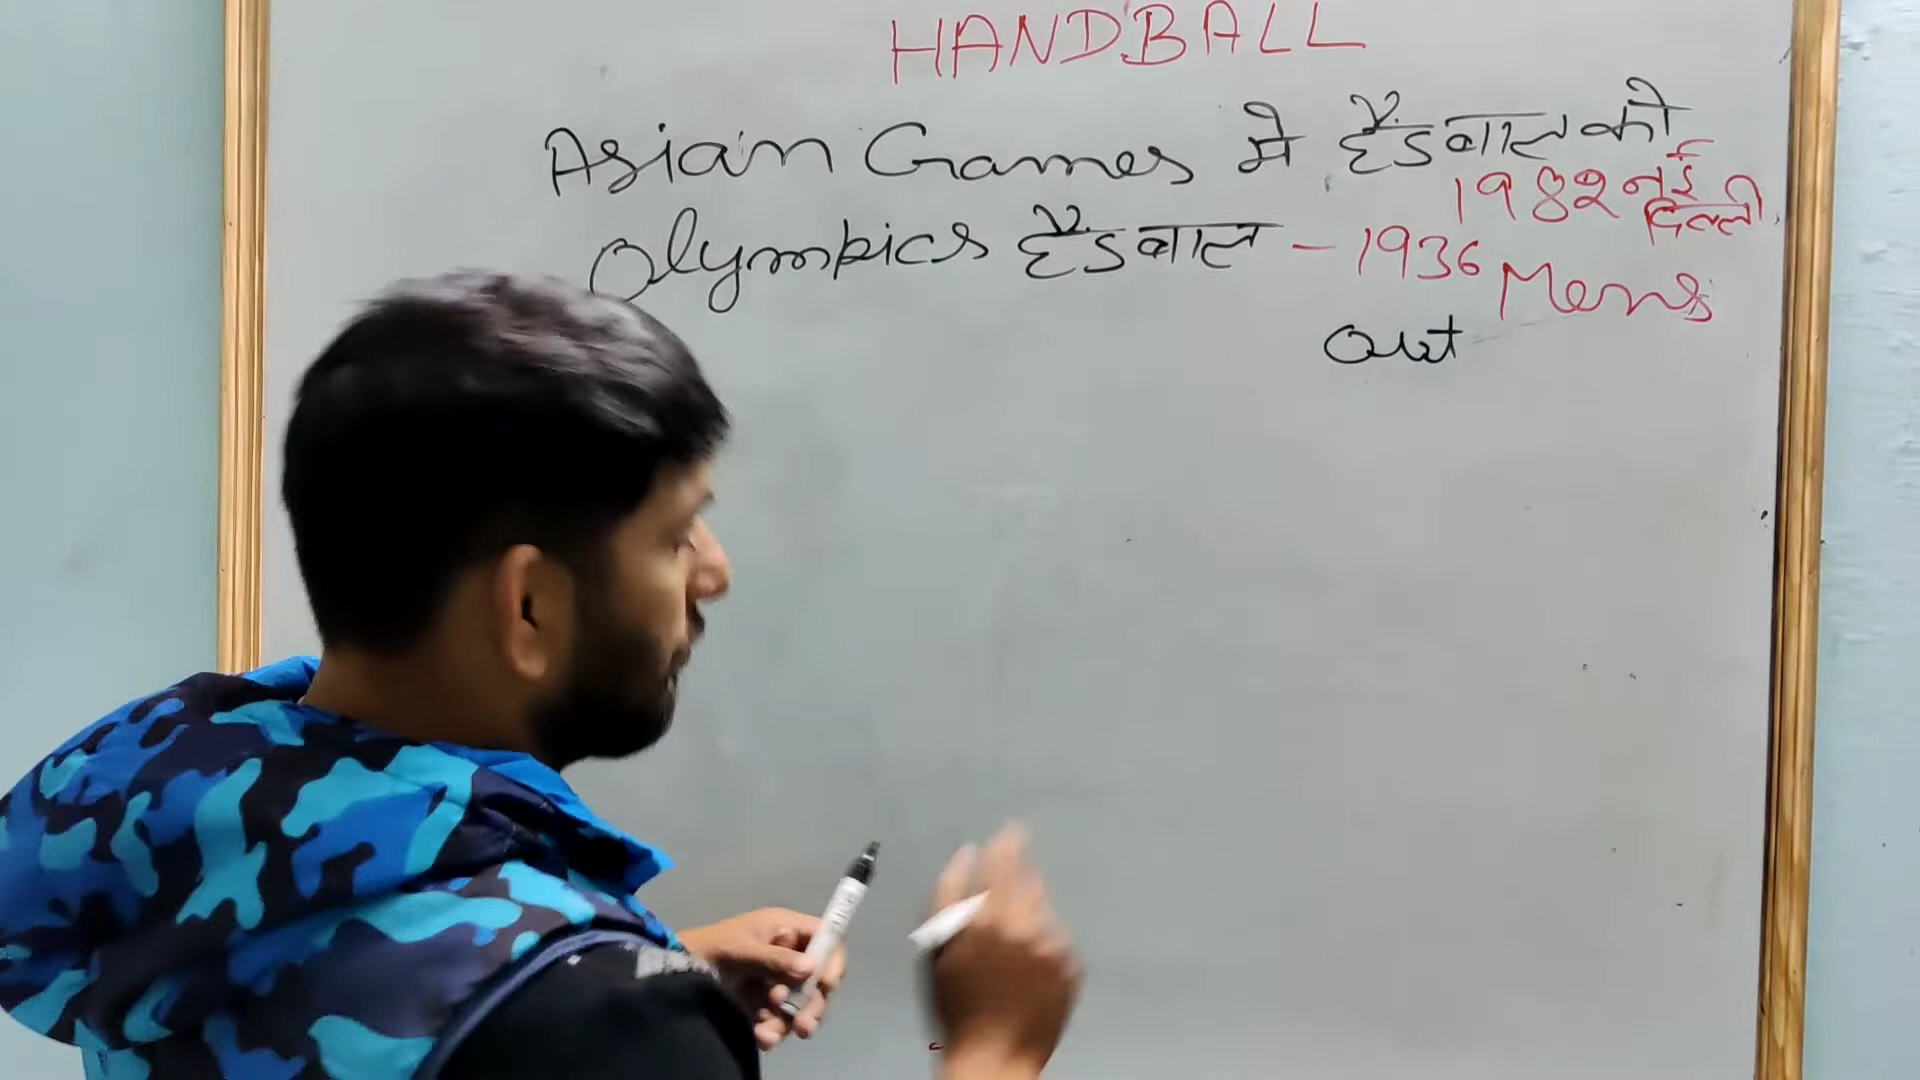 HANDBALL
Asian Games मे हैंडबाल को
1982 नई दिल्ली
Olympics हैंडबाल - 1936 Mens
Out